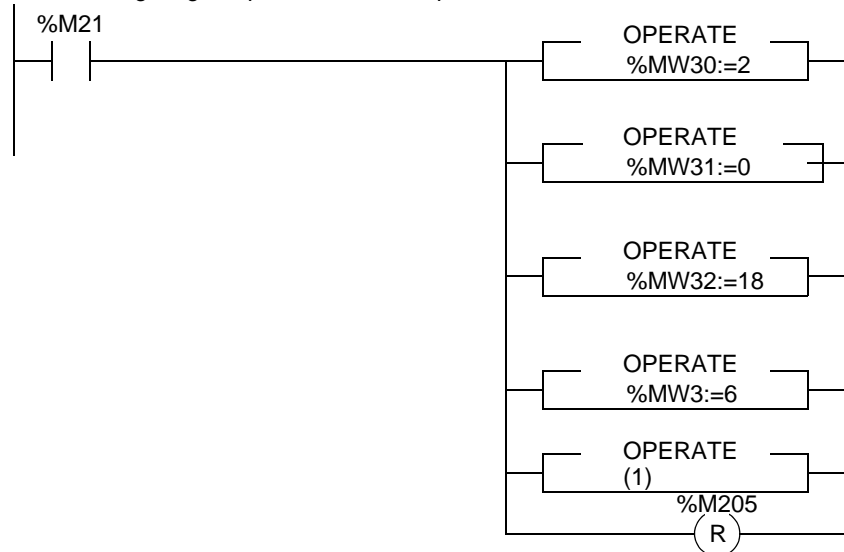 %M21
OPERATE
%MW30:=2
OPERATE
%MW31:=0
OPERATE
%MW32:=18
OPERATE
%MW3:=6
OPERATE
(1)
%M205
R